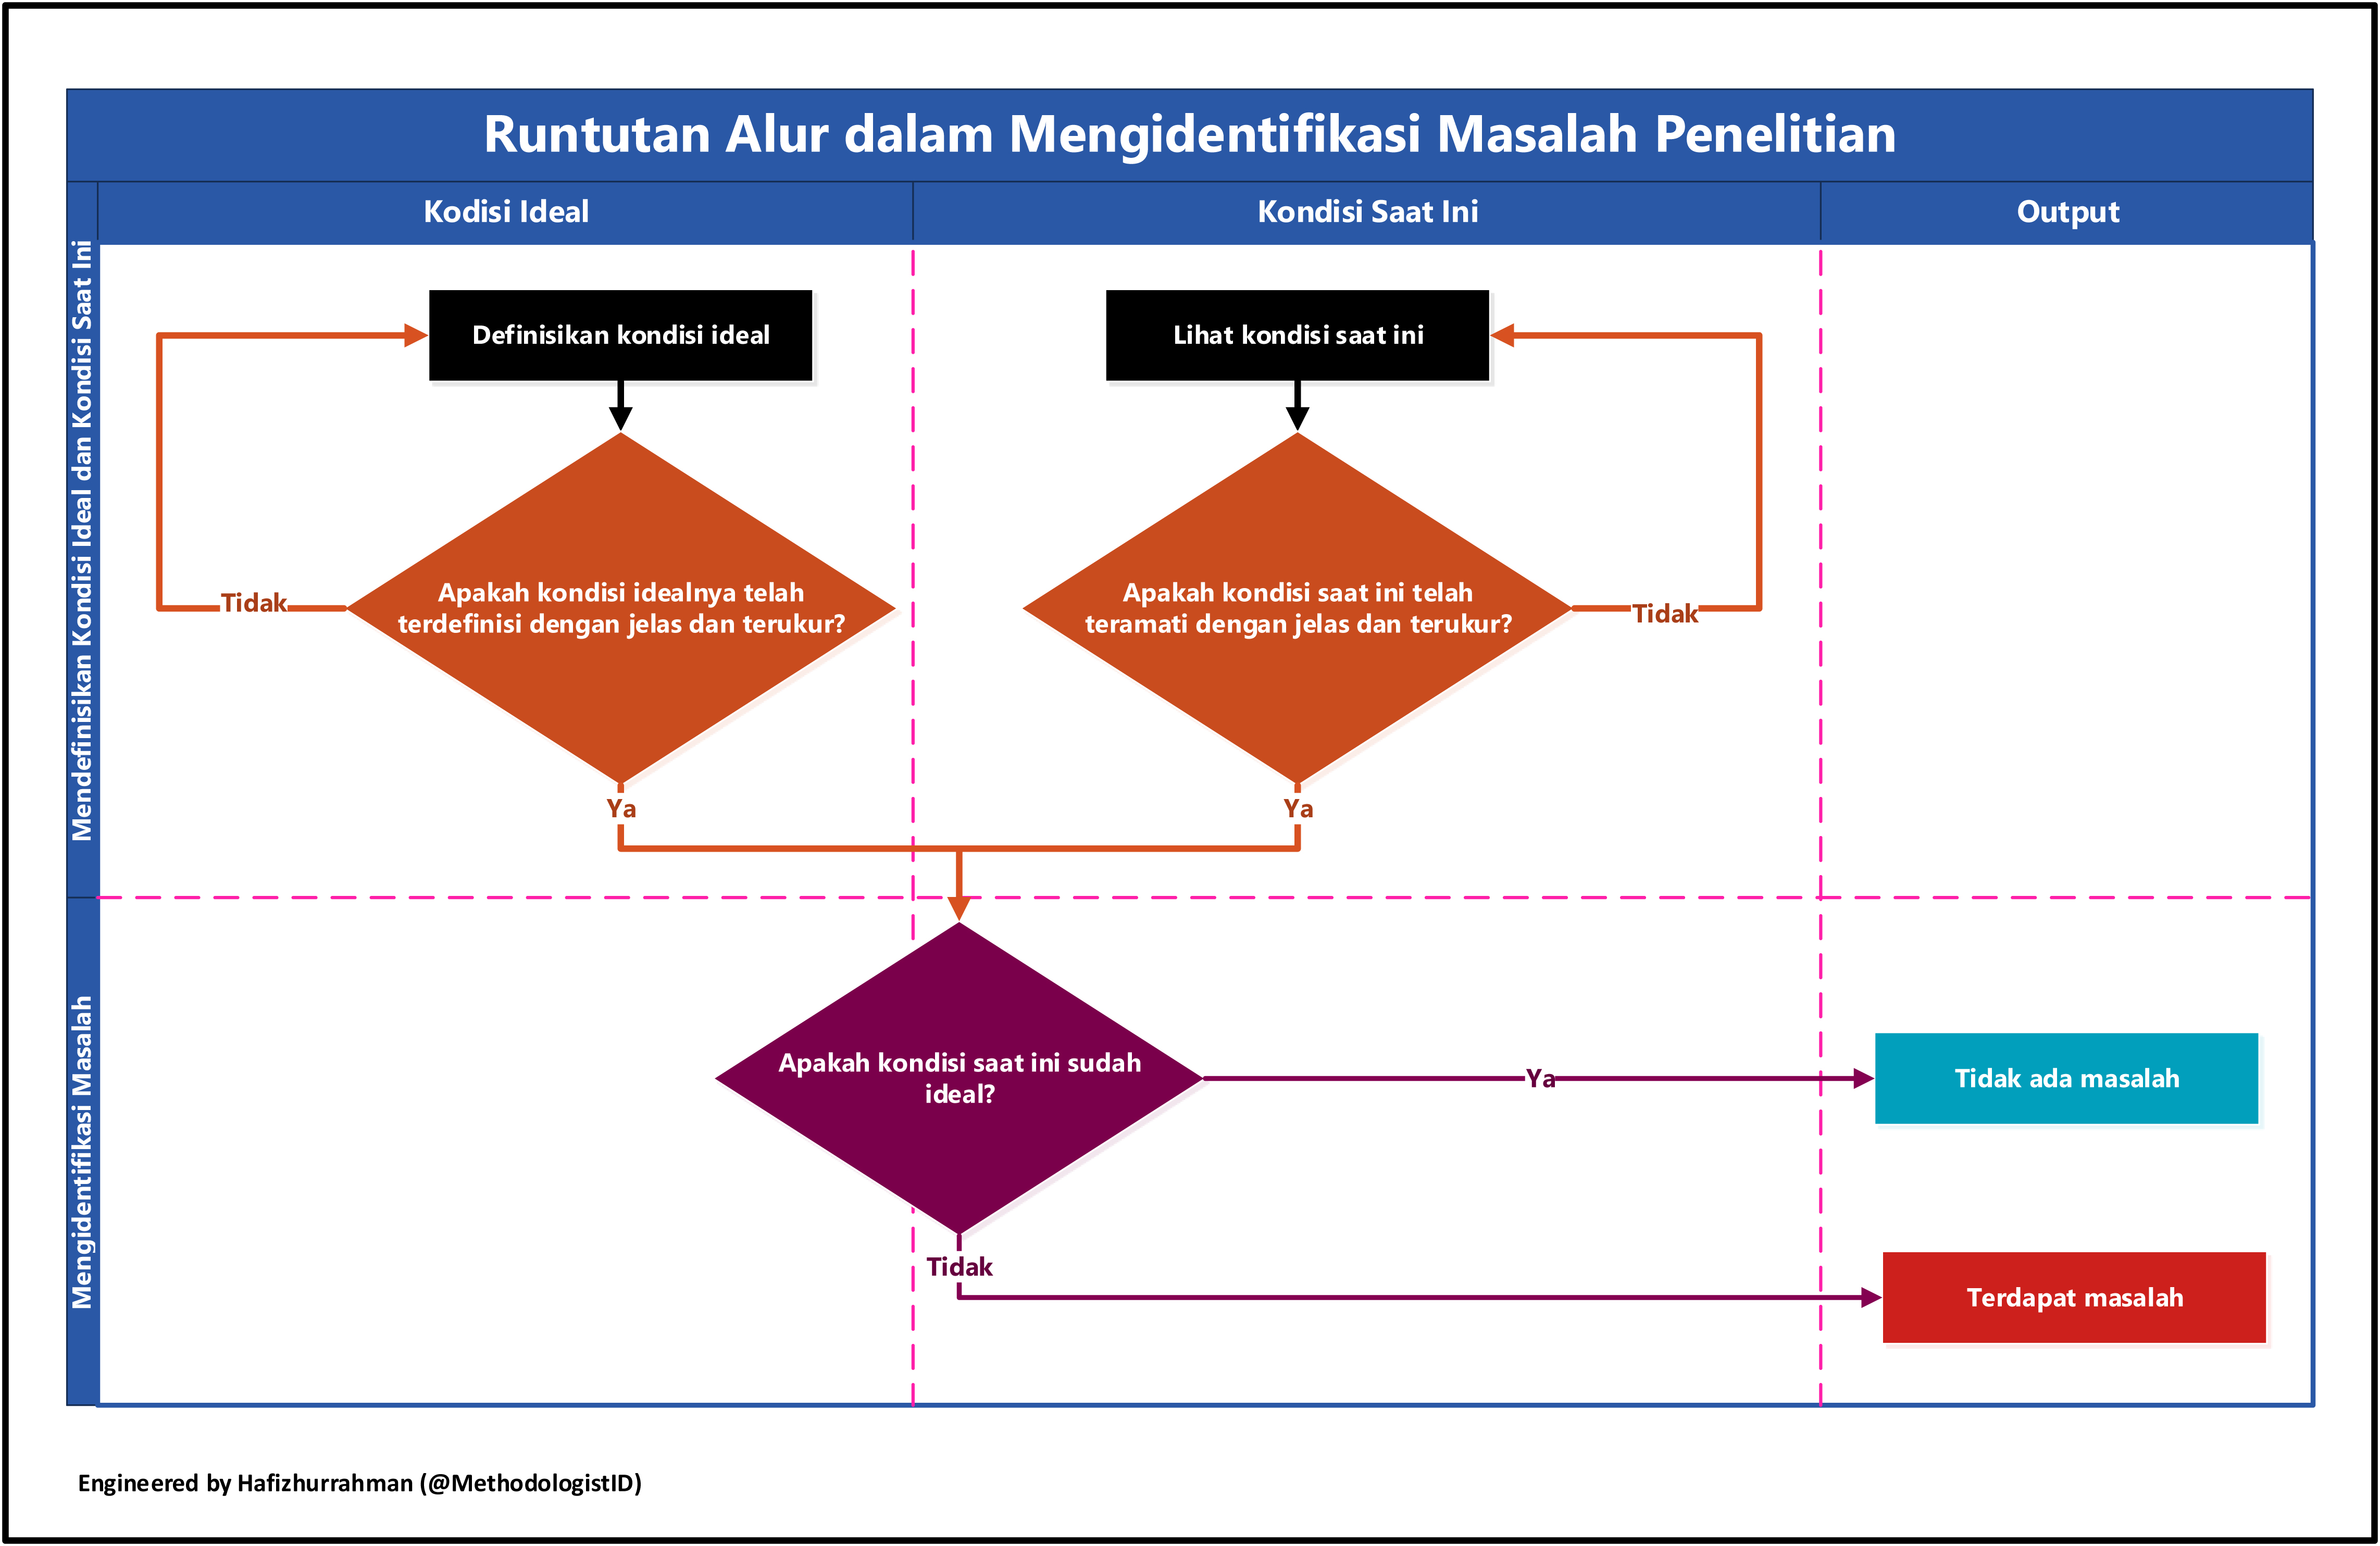 Runtutan Alur dalam Mengidentifikasi Masalah Penelitian
Kodisi Ideal
Kondisi Saat Ini
Output
Mendefinisikan Kondisi Ideal dan Kondisi Saat Ini
Definisikan kondisi ideal
Lihat kondisi saat ini
Apakah kondisi idealnya telah
terdefinisi dengan jelas dan terukur?
Tidak
Apakah kondisi saat ini telah
teramati dengan jelas dan terukur?
Tidak
Ya
Ya
Mengidentifikasi Masalah
Apakah kondisi saat ini sudah
ideal?
Ya
Tidak ada masalah
Tidak
Terdapat masalah
Engineered by Hafizhurrahman (@MethodologistID)